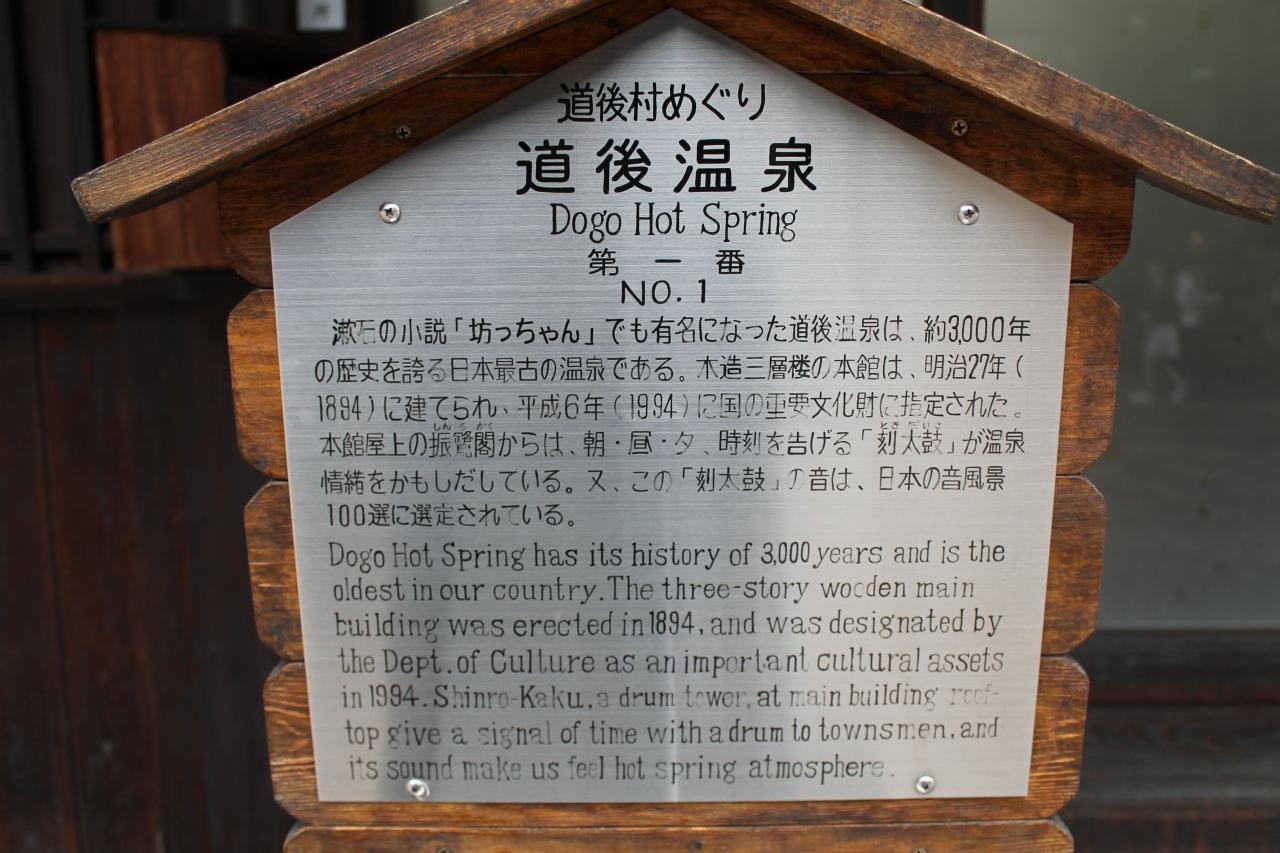 道後村めぐり
道後温泉
Dogo Hot Spring
第一番
NO. 1
漱石の小説「坊っちゃん」でも有名になった道後温泉は、約3,000年
の歴史を誇る日本最古の温泉である。木造三層楼の本館は、明治27年(
1894)に建てられ、平成6年(1994)に国の重要文化財に指定された。
しんろかく ときだいこ
本館屋上の振鷺閣からは、朝・昼・夕、時刻を告げる「刻太鼓」が温泉
情緒をかもしだしている。又、この「刻太鼓」の音は、日本の音風景
100選に選定されている。
Dogo Hot Spring has its history of 3,000 years and is the
oldest in our country. The three-story wooden main
building was erected in 1894, and was designated by
the Dept. of Culture as an important cultural assets
in 1994. Shinro-Kaku, a drum tower, at main building roof-
top give a signal of time with a drum to townsmen, and
its sound make us feel hot spring atmosphere.